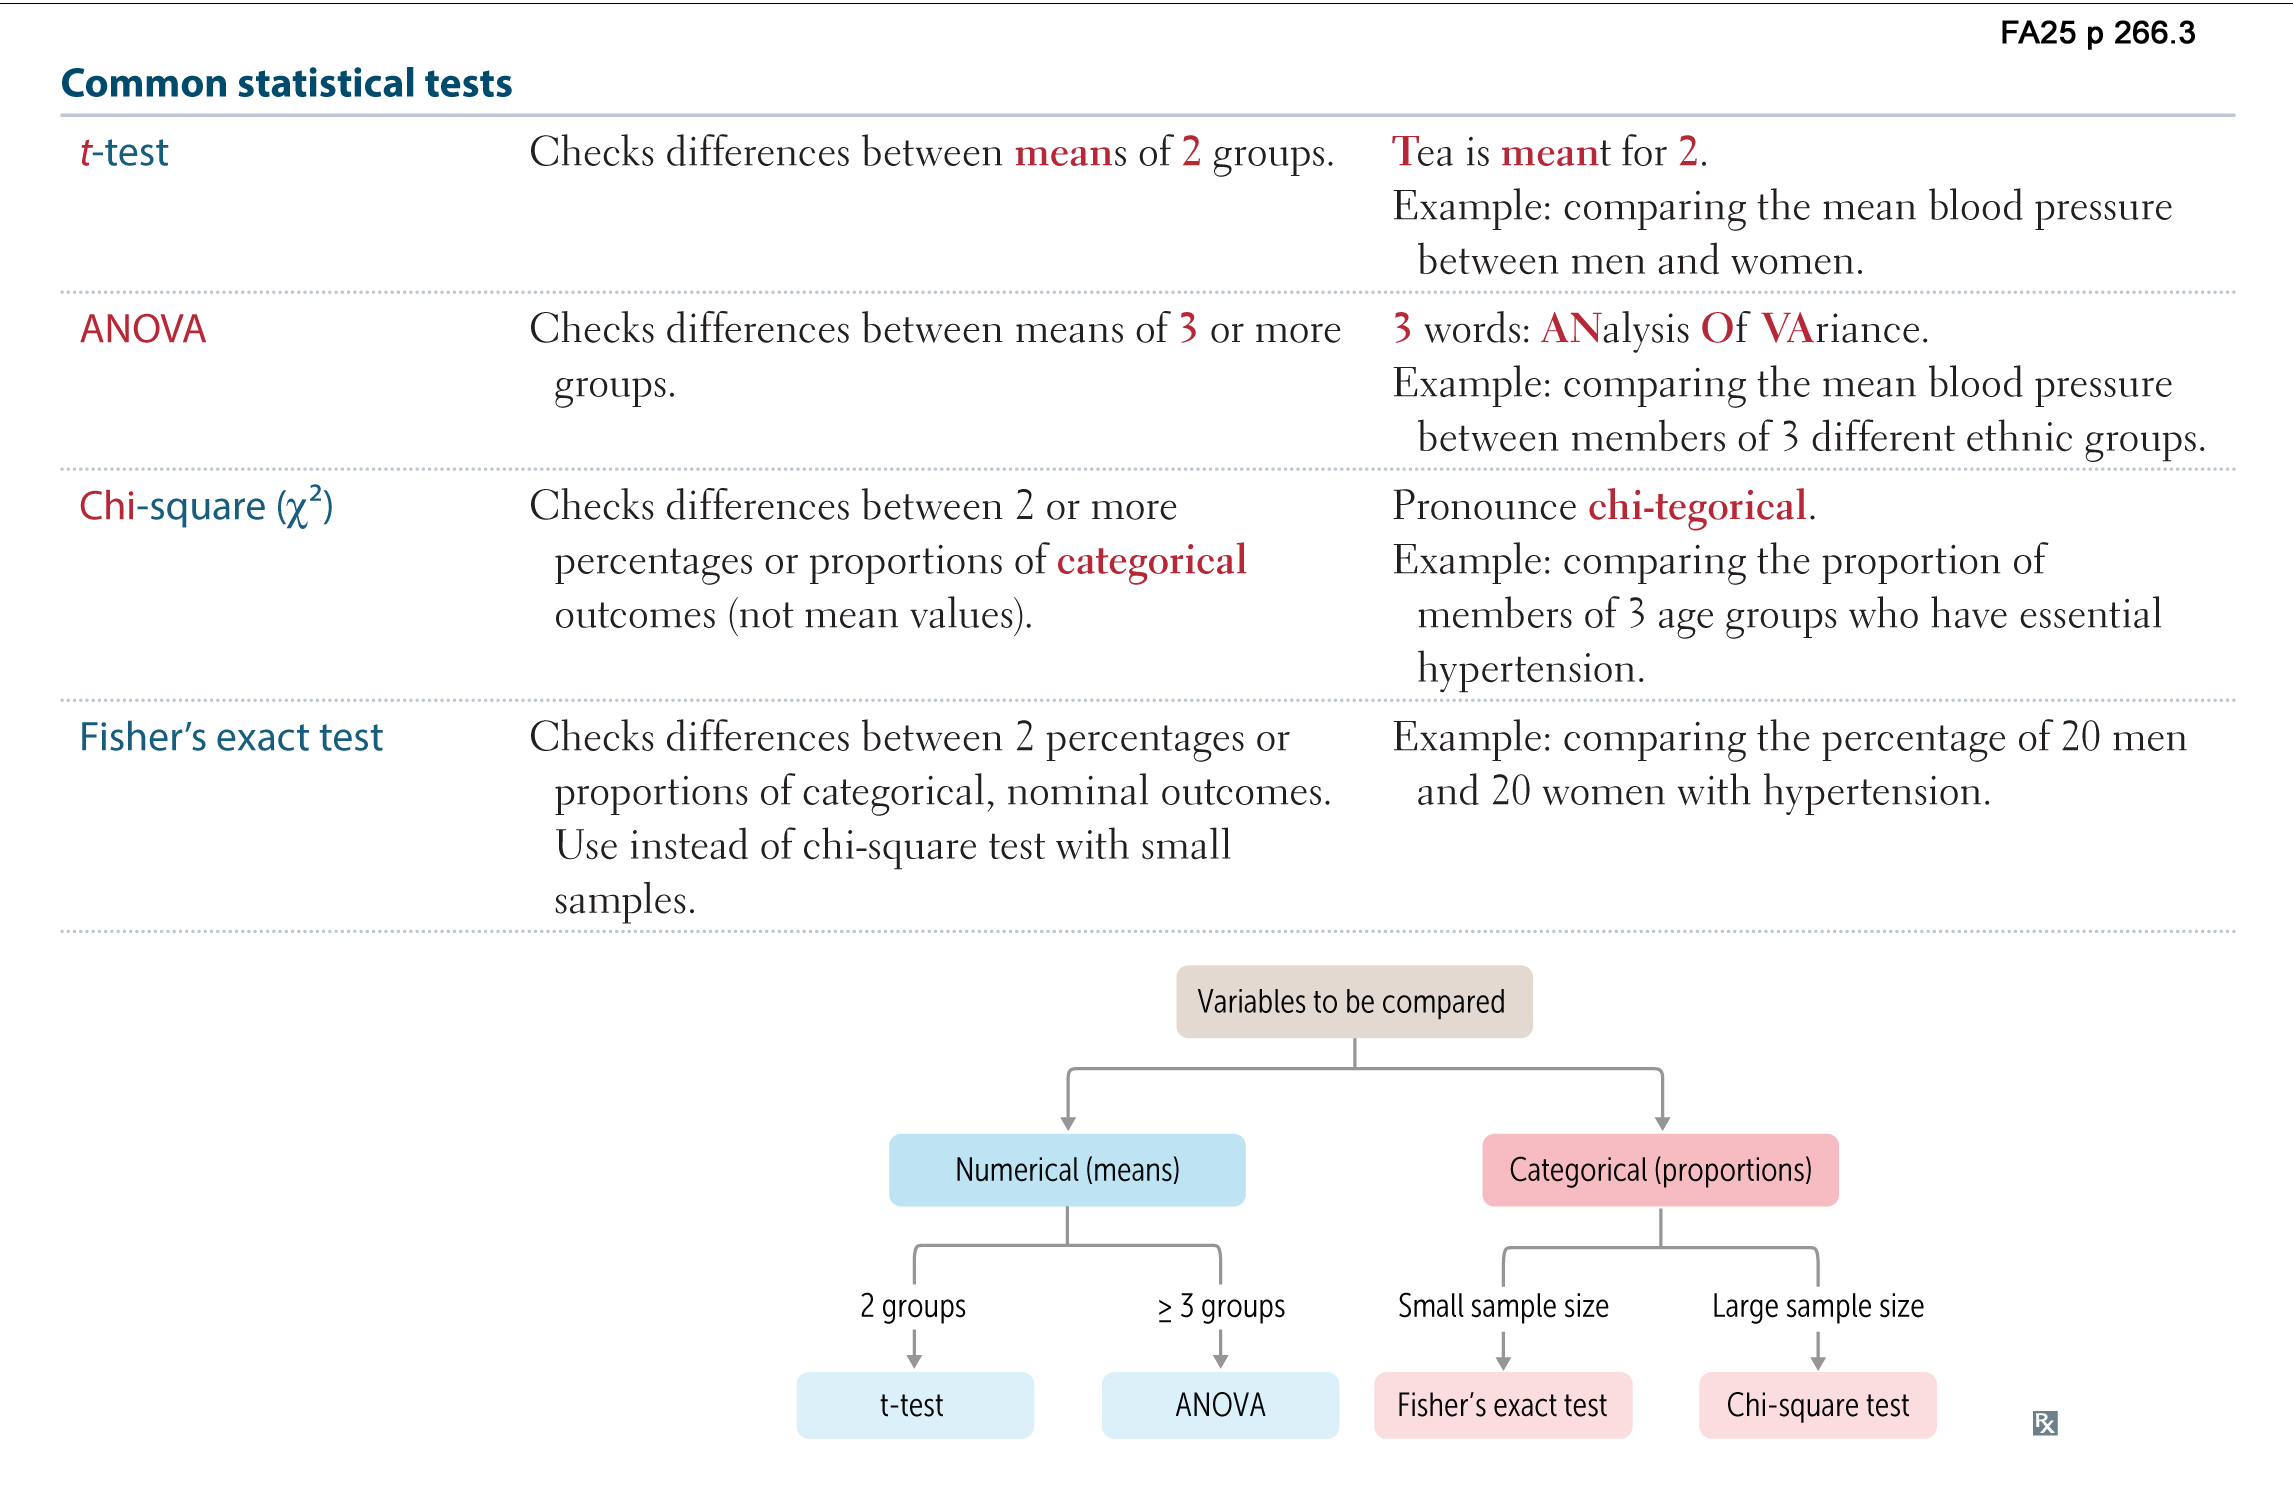 FA25 p 266.3
Common statistical tests
t-test
Checks differences between means of 2 groups.
Tea is meant for 2.
Example: comparing the mean blood pressure
between men and women.
ANOVA
Checks differences between means of 3 or more
groups.
3 words: ANalysis Of VAriance.
Example: comparing the mean blood pressure
between members of 3 different ethnic groups.
Chi-square (χ²)
Checks differences between 2 or more
percentages or proportions of categorical
outcomes (not mean values).
Pronounce chi-tegorical.
Example: comparing the proportion of
members of 3 age groups who have essential
hypertension.
Fisher’s exact test
Checks differences between 2 percentages or
proportions of categorical, nominal outcomes.
Use instead of chi-square test with small
samples.
Example: comparing the percentage of 20 men
and 20 women with hypertension.
Variables to be compared
Numerical (means)
Categorical (proportions)
2 groups
≥ 3 groups
Small sample size
Large sample size
t-test
ANOVA
Fisher’s exact test
Chi-square test
Rx